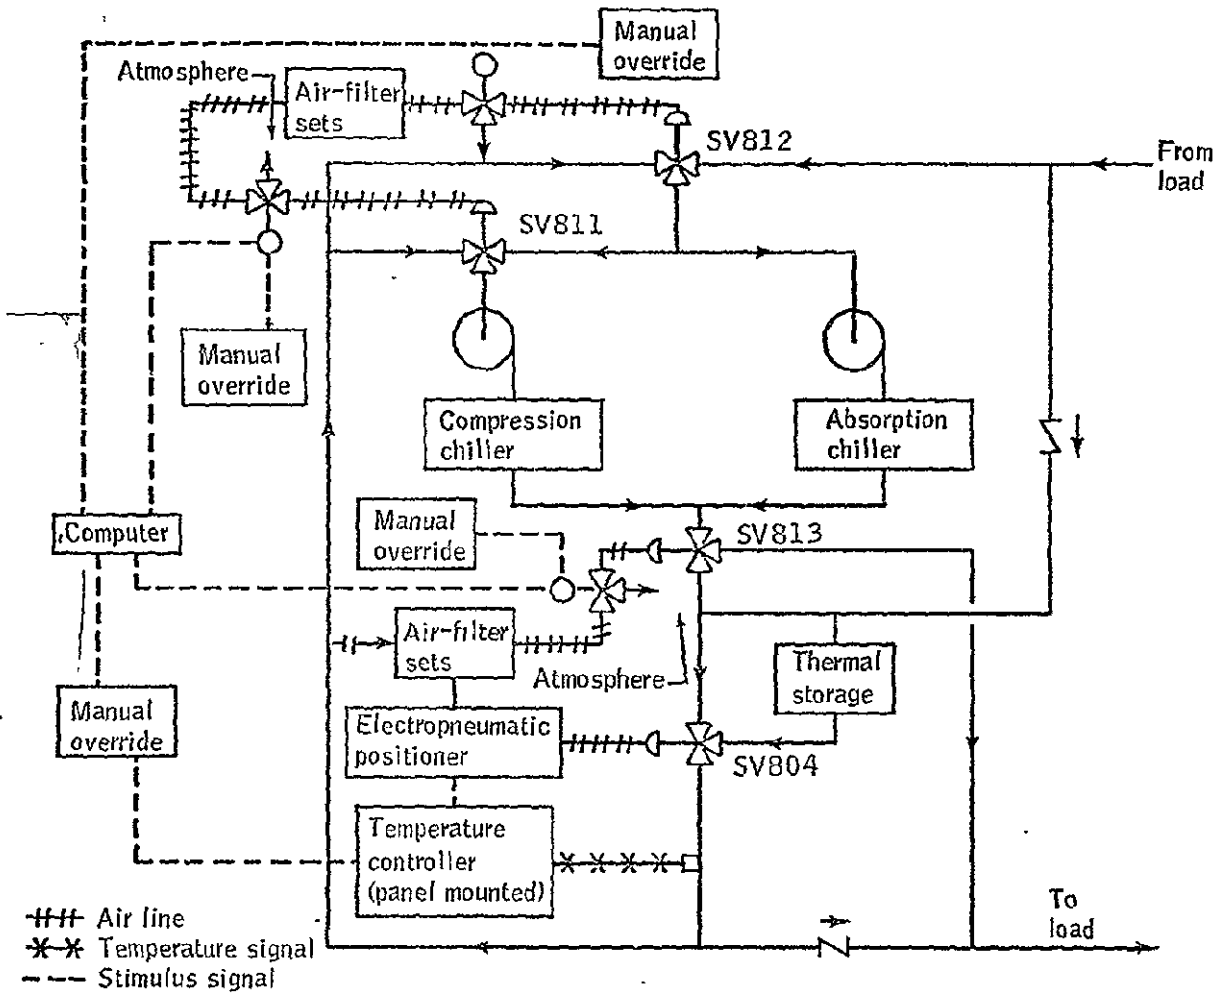 Manual
override
Atmosphere
Air-filter
sets
SV812
From
load
SV811
Manual
override
Compression
chiller
Absorption
chiller
Manual
override
Computer
SV813
Air-filter
sets
Atmosphere
Thermal
storage
Manual
override
Electropneumatic
positioner
SV804
Temperature
controller
(panel mounted)
To
load
Air line
Temperature signal
Stimulus signal